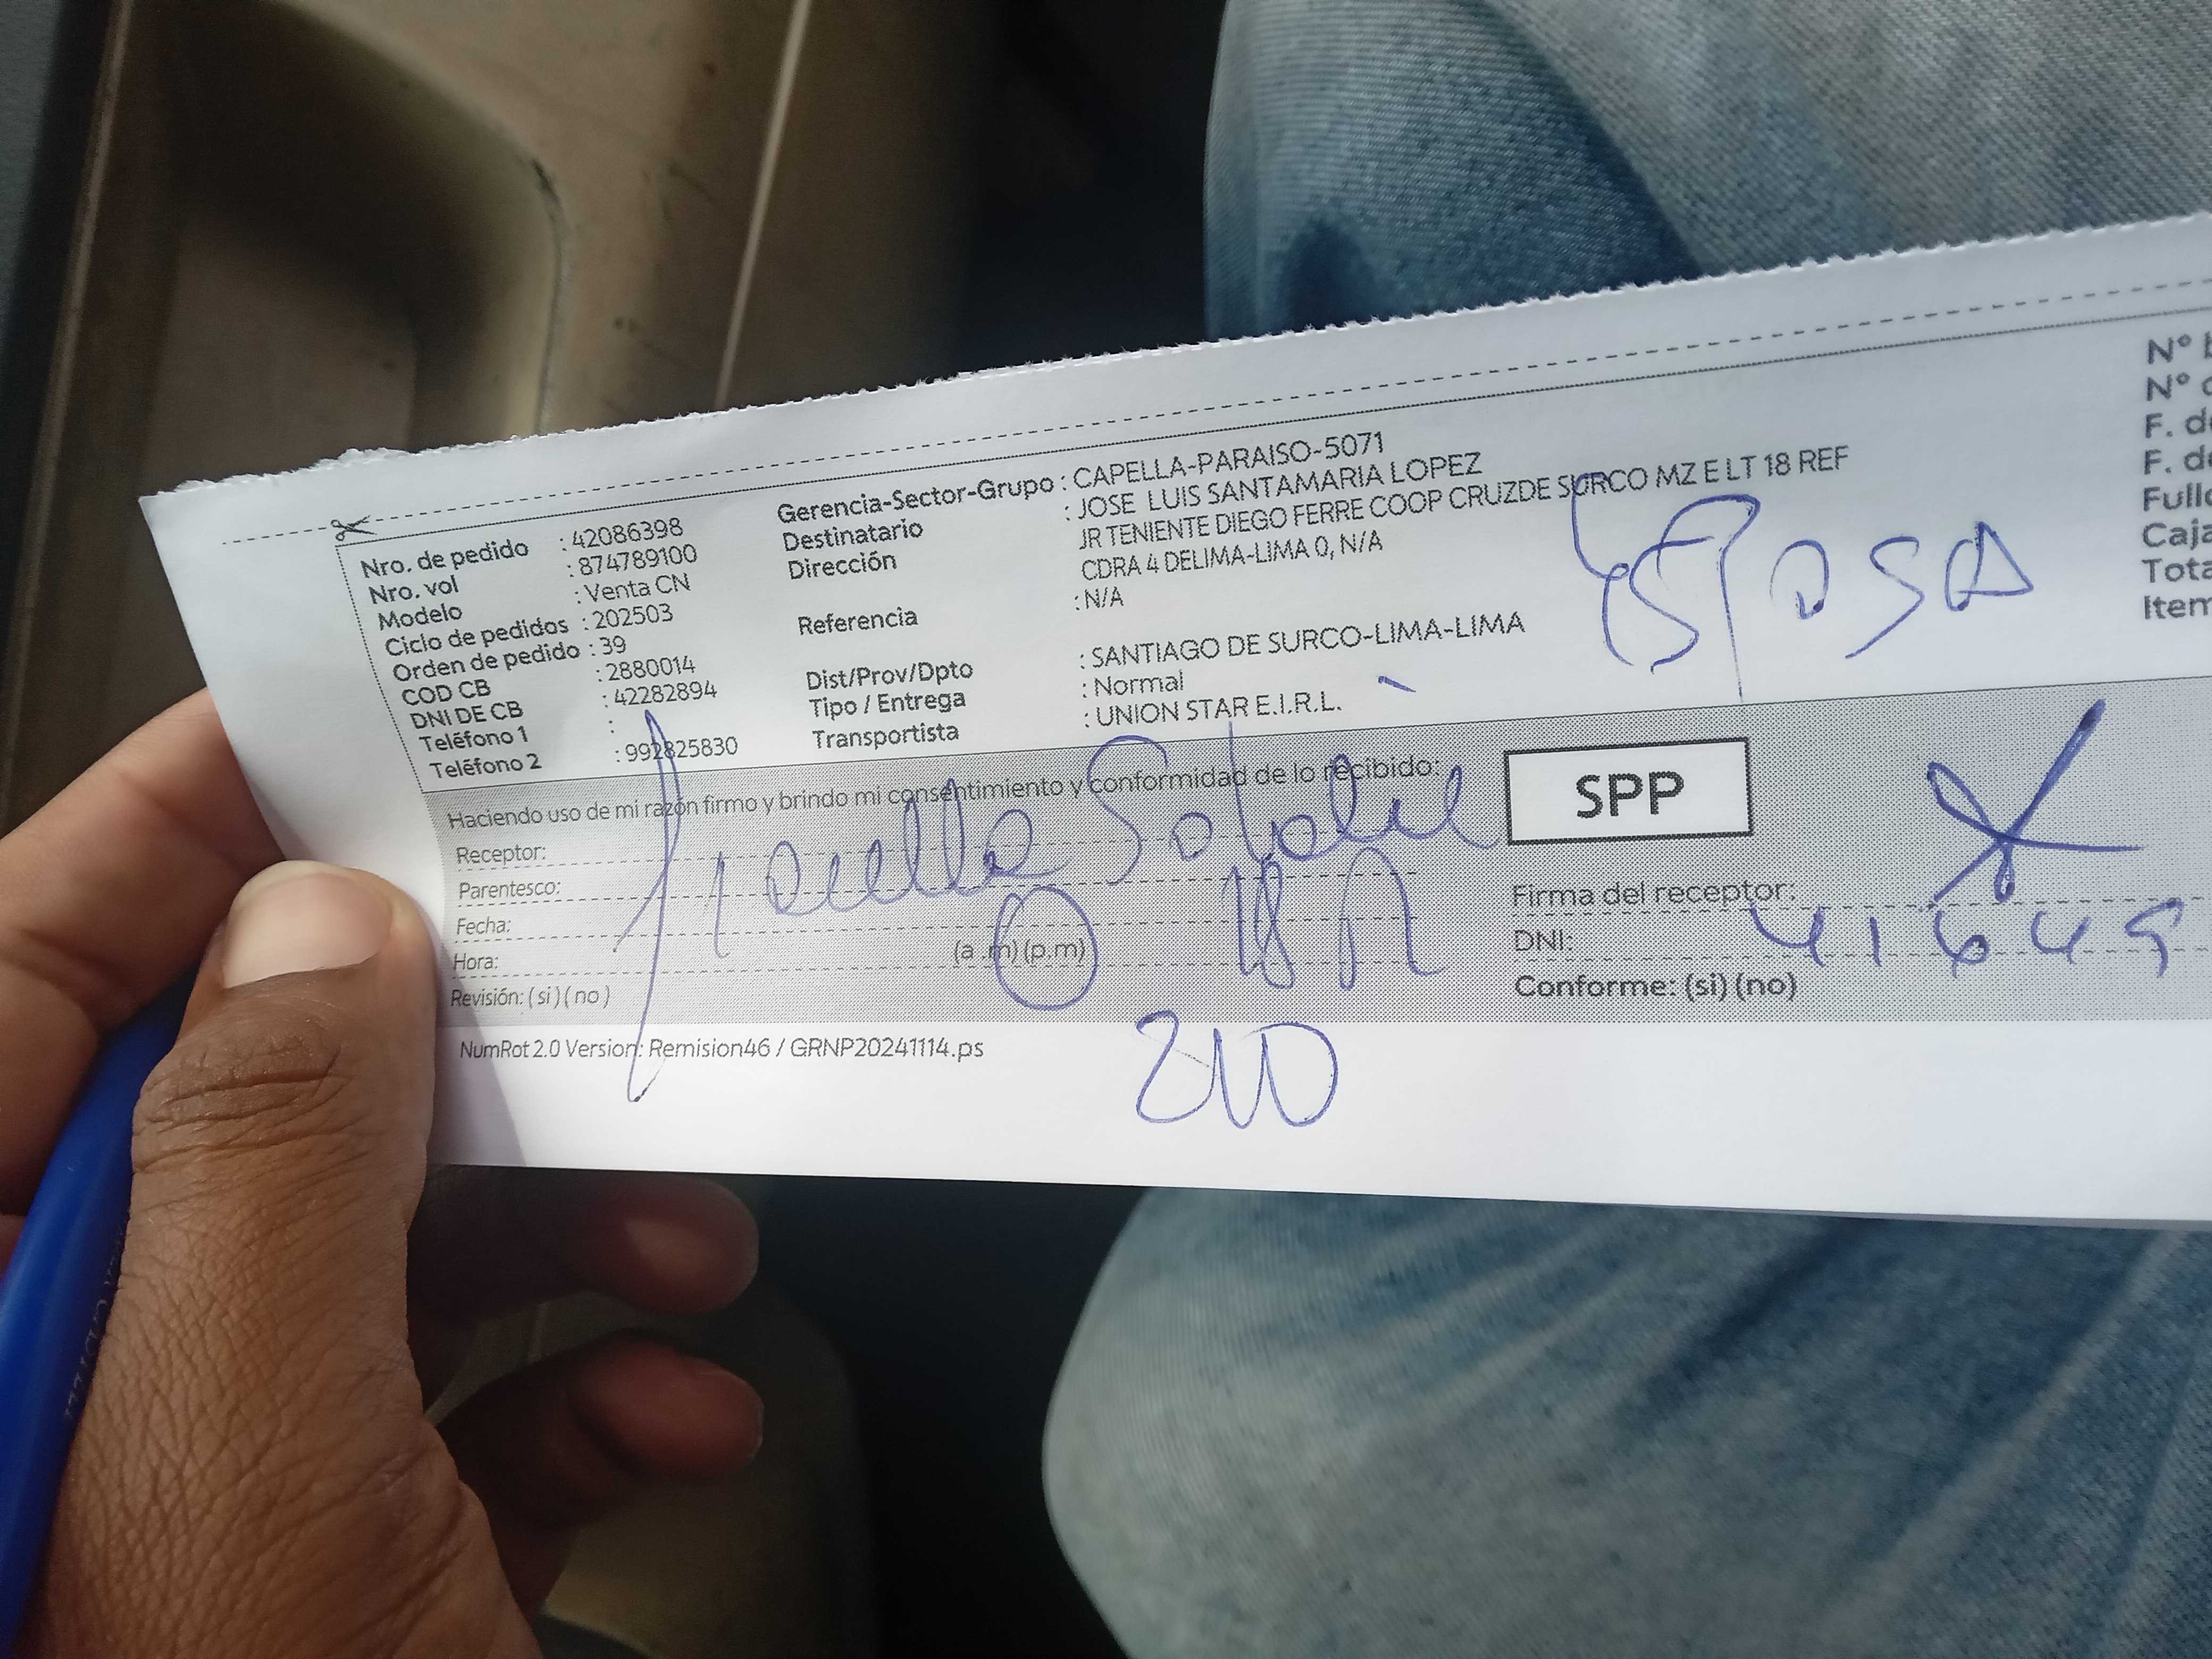 Nro. de pedido : 42086398
Nro. vol : 874789100
Modelo : Venta CN
Ciclo de pedidos : 202503
Orden de pedido : 39
COD CB : 2880014
DNI DE CB : 42282894
Teléfono 1 :
Teléfono 2 : 992825830
Gerencia-Sector-Grupo : CAPELLA-PARAISO-5071
Destinatario : JOSE LUIS SANTAMARIA LOPEZ
Dirección JR TENIENTE DIEGO FERRE COOP CRUZDE SURCO MZ E LT 18 REF
CDRA 4 DELIMA-LIMA 0, N/A
Referencia : N/A
Dist/Prov/Dpto : SANTIAGO DE SURCO-LIMA-LIMA
Tipo / Entrega : Normal
Transportista : UNION STAR E.I.R.L.
Esposa
N°
N°
F. d
F. d
Full
Caja
Tota
Item
Haciendo uso de mi razón firmo y brindo mi consentimiento y conformidad de lo recibido:
Receptor:
Parentesco:
Fecha:
Hora: (a .m) (p.m)
Revisión: ( si ) ( no )
SPP
Firma del receptor:
DNI: 41645
Conforme: (si) (no)
NumRot 2.0 Version: Remision46 / GRNP20241114.ps
210